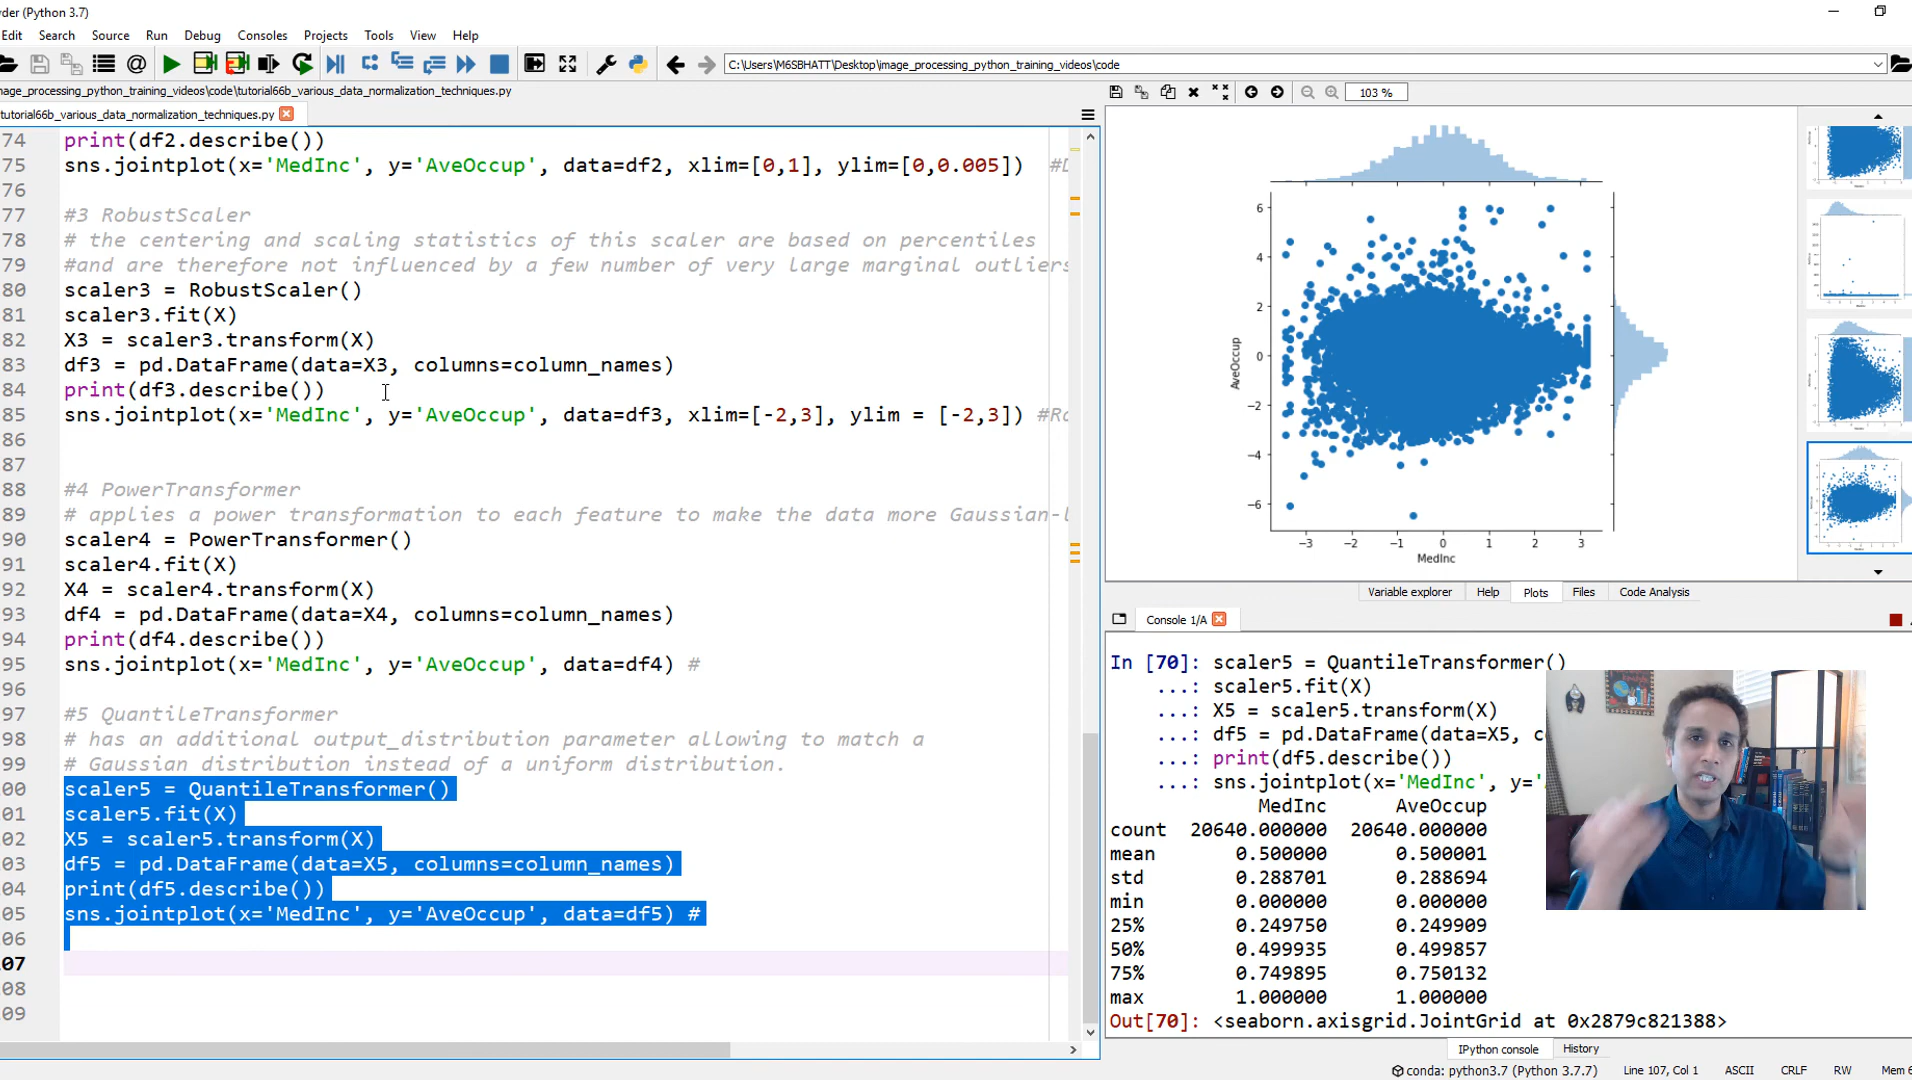 yder (Python 3.7)
Edit Search Source Run Debug Consoles Projects Tools View Help
C:\Users\M6SBHATT\Desktop\image_processing_python_training_videos\code
mage_processing_python_training_videos\code\tutorial66b_various_data_normalization_techniques.py
tutorial66b_various_data_normalization_techniques.py
103 %
74 print(df2.describe())
75 sns.jointplot(x='MedInc', y='AveOccup', data=df2, xlim=[0,1], ylim=[0,0.005]) #D
76
77 #3 RobustScaler
78 # the centering and scaling statistics of this scaler are based on percentiles
79 #and are therefore not influenced by a few number of very large marginal outliers
80 scaler3 = RobustScaler()
81 scaler3.fit(X)
82 X3 = scaler3.transform(X)
83 df3 = pd.DataFrame(data=X3, columns=column_names)
84 print(df3.describe())
85 sns.jointplot(x='MedInc', y='AveOccup', data=df3, xlim=[-2,3], ylim = [-2,3]) #Ra
86
87
88 #4 PowerTransformer
89 # applies a power transformation to each feature to make the data more Gaussian-l
90 scaler4 = PowerTransformer()
91 scaler4.fit(X)
92 X4 = scaler4.transform(X)
93 df4 = pd.DataFrame(data=X4, columns=column_names)
94 print(df4.describe())
95 sns.jointplot(x='MedInc', y='AveOccup', data=df4) #
96
97 #5 QuantileTransformer
98 # has an additional output_distribution parameter allowing to match a
99 # Gaussian distribution instead of a uniform distribution.
00 scaler5 = QuantileTransformer()
01 scaler5.fit(X)
02 X5 = scaler5.transform(X)
03 df5 = pd.DataFrame(data=X5, columns=column_names)
04 print(df5.describe())
05 sns.jointplot(x='MedInc', y='AveOccup', data=df5) #
06
07
08
09
6
4
2
0
−2
−4
−6
AveOccup
−3 −2 −1 0 1 2 3
MedInc
Variable explorer Help Plots Files Code Analysis
Console 1/A
In [70]: scaler5 = QuantileTransformer()
...: scaler5.fit(X)
...: X5 = scaler5.transform(X)
...: df5 = pd.DataFrame(data=X5, c
...: print(df5.describe())
...: sns.jointplot(x='MedInc', y='
MedInc AveOccup
count 20640.000000 20640.000000
mean 0.500000 0.500001
std 0.288701 0.288694
min 0.000000 0.000000
25% 0.249750 0.249909
50% 0.499935 0.499857
75% 0.749895 0.750132
max 1.000000 1.000000
Out[70]: <seaborn.axisgrid.JointGrid at 0x2879c821388>
IPython console History
conda: python3.7 (Python 3.7.7) Line 107, Col 1 ASCII CRLF RW Mem 6